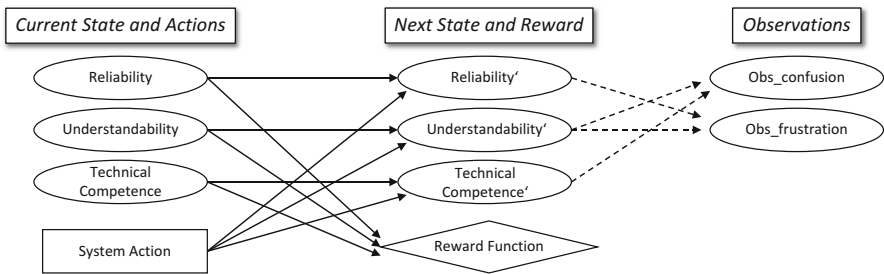 Current State and Actions
Next State and Reward
Observations
Reliability
Reliability‘
Obs_confusion
Understandability
Understandability‘
Obs_frustration
Technical
Competence
Technical
Competence‘
System Action
Reward Function